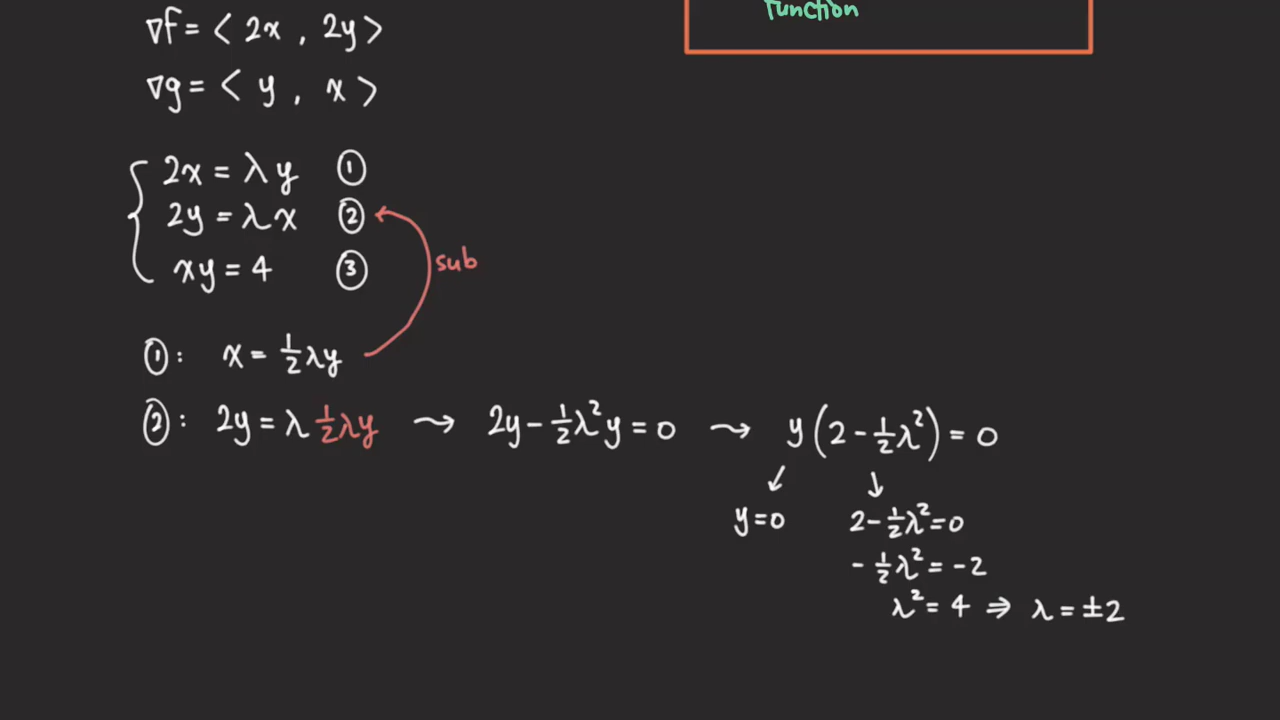 ∇f = < 2x , 2y >
function
∇g = < y , x >
2x = λy ①
2y = λx ②
xy = 4 ③
sub
①: x = ½λy
②: 2y = λ ½λy ⇝ 2y - ½λ²y = 0 ⇝ y(2 - ½λ²) = 0
↙ ↓
y=0 2 - ½λ² = 0
- ½λ² = -2
λ² = 4 ⇒ λ = ±2